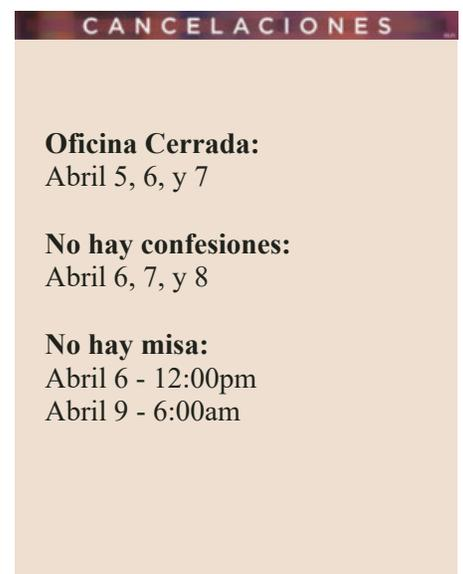 CANCELACIONES
Oficina Cerrada:
Abril 5, 6, y 7
No hay confesiones:
Abril 6, 7, y 8
No hay misa:
Abril 6 - 12:00pm
Abril 9 - 6:00am